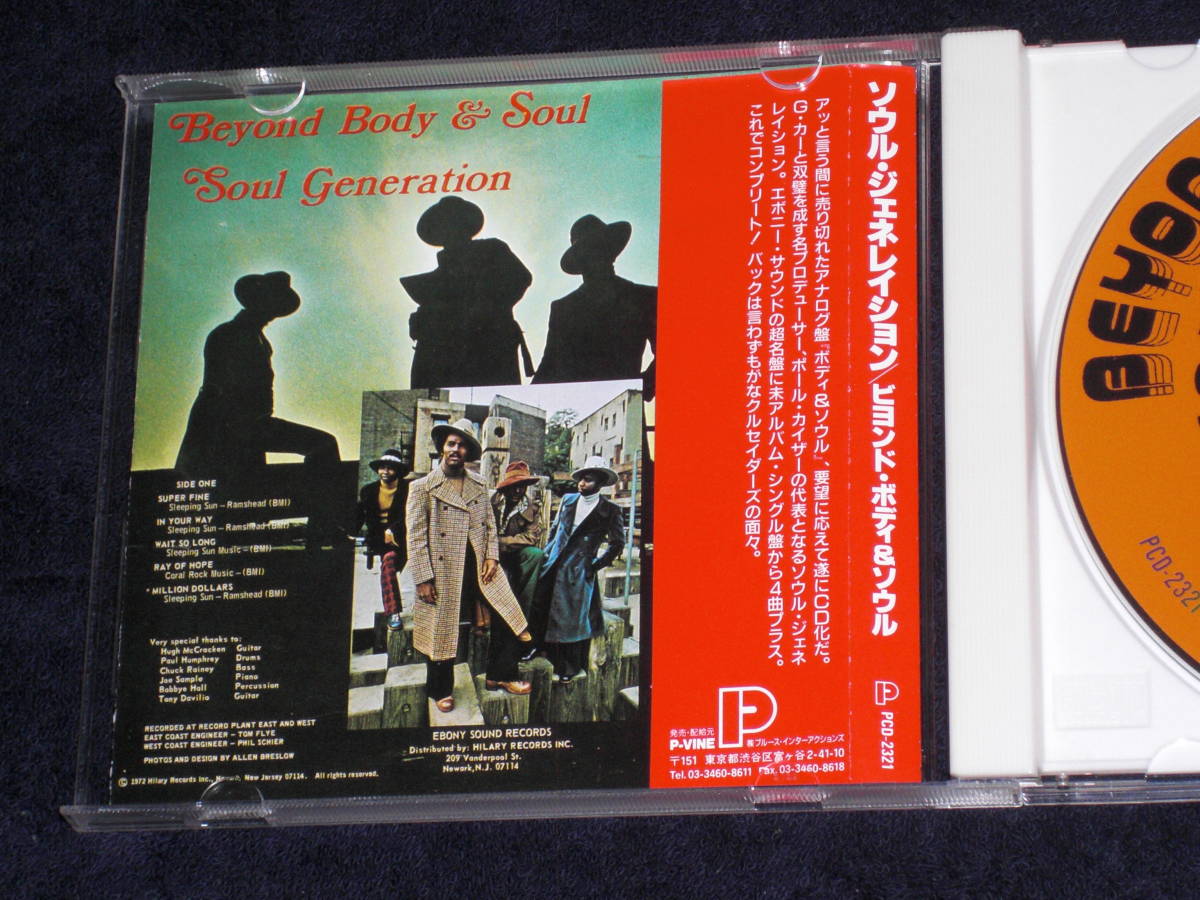 Beyond Body & Soul
Soul Generation
SIDE ONE
SUPER FINE
Sleeping Sun – Ramshead (BMI)
IN YOUR WAY
Sleeping Sun – Ramshead (BMI)
WAIT SO LONG
Sleeping Sun Music – (BMI)
RAY OF HOPE
Coral Rock Music – (BMI)
* MILLION DOLLARS
Sleeping Sun – Ramshead (BMI)
Very special thanks to:
Hugh McCracken Guitar
Paul Humphrey Drums
Chuck Rainey Bass
Joe Sample Piano
Bobbye Hall Percussion
Tony Davilio Guitar
RECORDED AT RECORD PLANT EAST AND WEST
EAST COAST ENGINEER – TOM FLYE
WEST COAST ENGINEER – PHIL SCHIER
PHOTOS AND DESIGN BY ALLEN BRESLOW
© 1972 Hilary Records Inc., Newark, New Jersey 07114. All rights reserved.
EBONY SOUND RECORDS
Distributed by: HILARY RECORDS INC.
209 Vanderpool St.
Newark, N.J. 07114
ソウル・ジェネレイション/ビヨンド・ボディ&ソウル
アッと言う間に売り切れたアナログ盤『ボディ&ソウル』、要望に応えて遂にCD化だ。
G・カーと双璧を成す名プロデューサー、ポール・カイザーの代表となるソウル・ジェネ
レイション。エボニー・サウンドの超名盤に未アルバム・シングル盤から4曲プラス。
これでコンプリート! バックは言わずもがなクルセイダーズの面々。
P
発売・配給元
P-VINE ㈱ブルース・インターアクションズ
〒151 東京都渋谷区富ヶ谷2-41-10
Tel. 03-3460-8611 Fax. 03-3460-8618
P PCD-2321
BEYON
PCD-2321